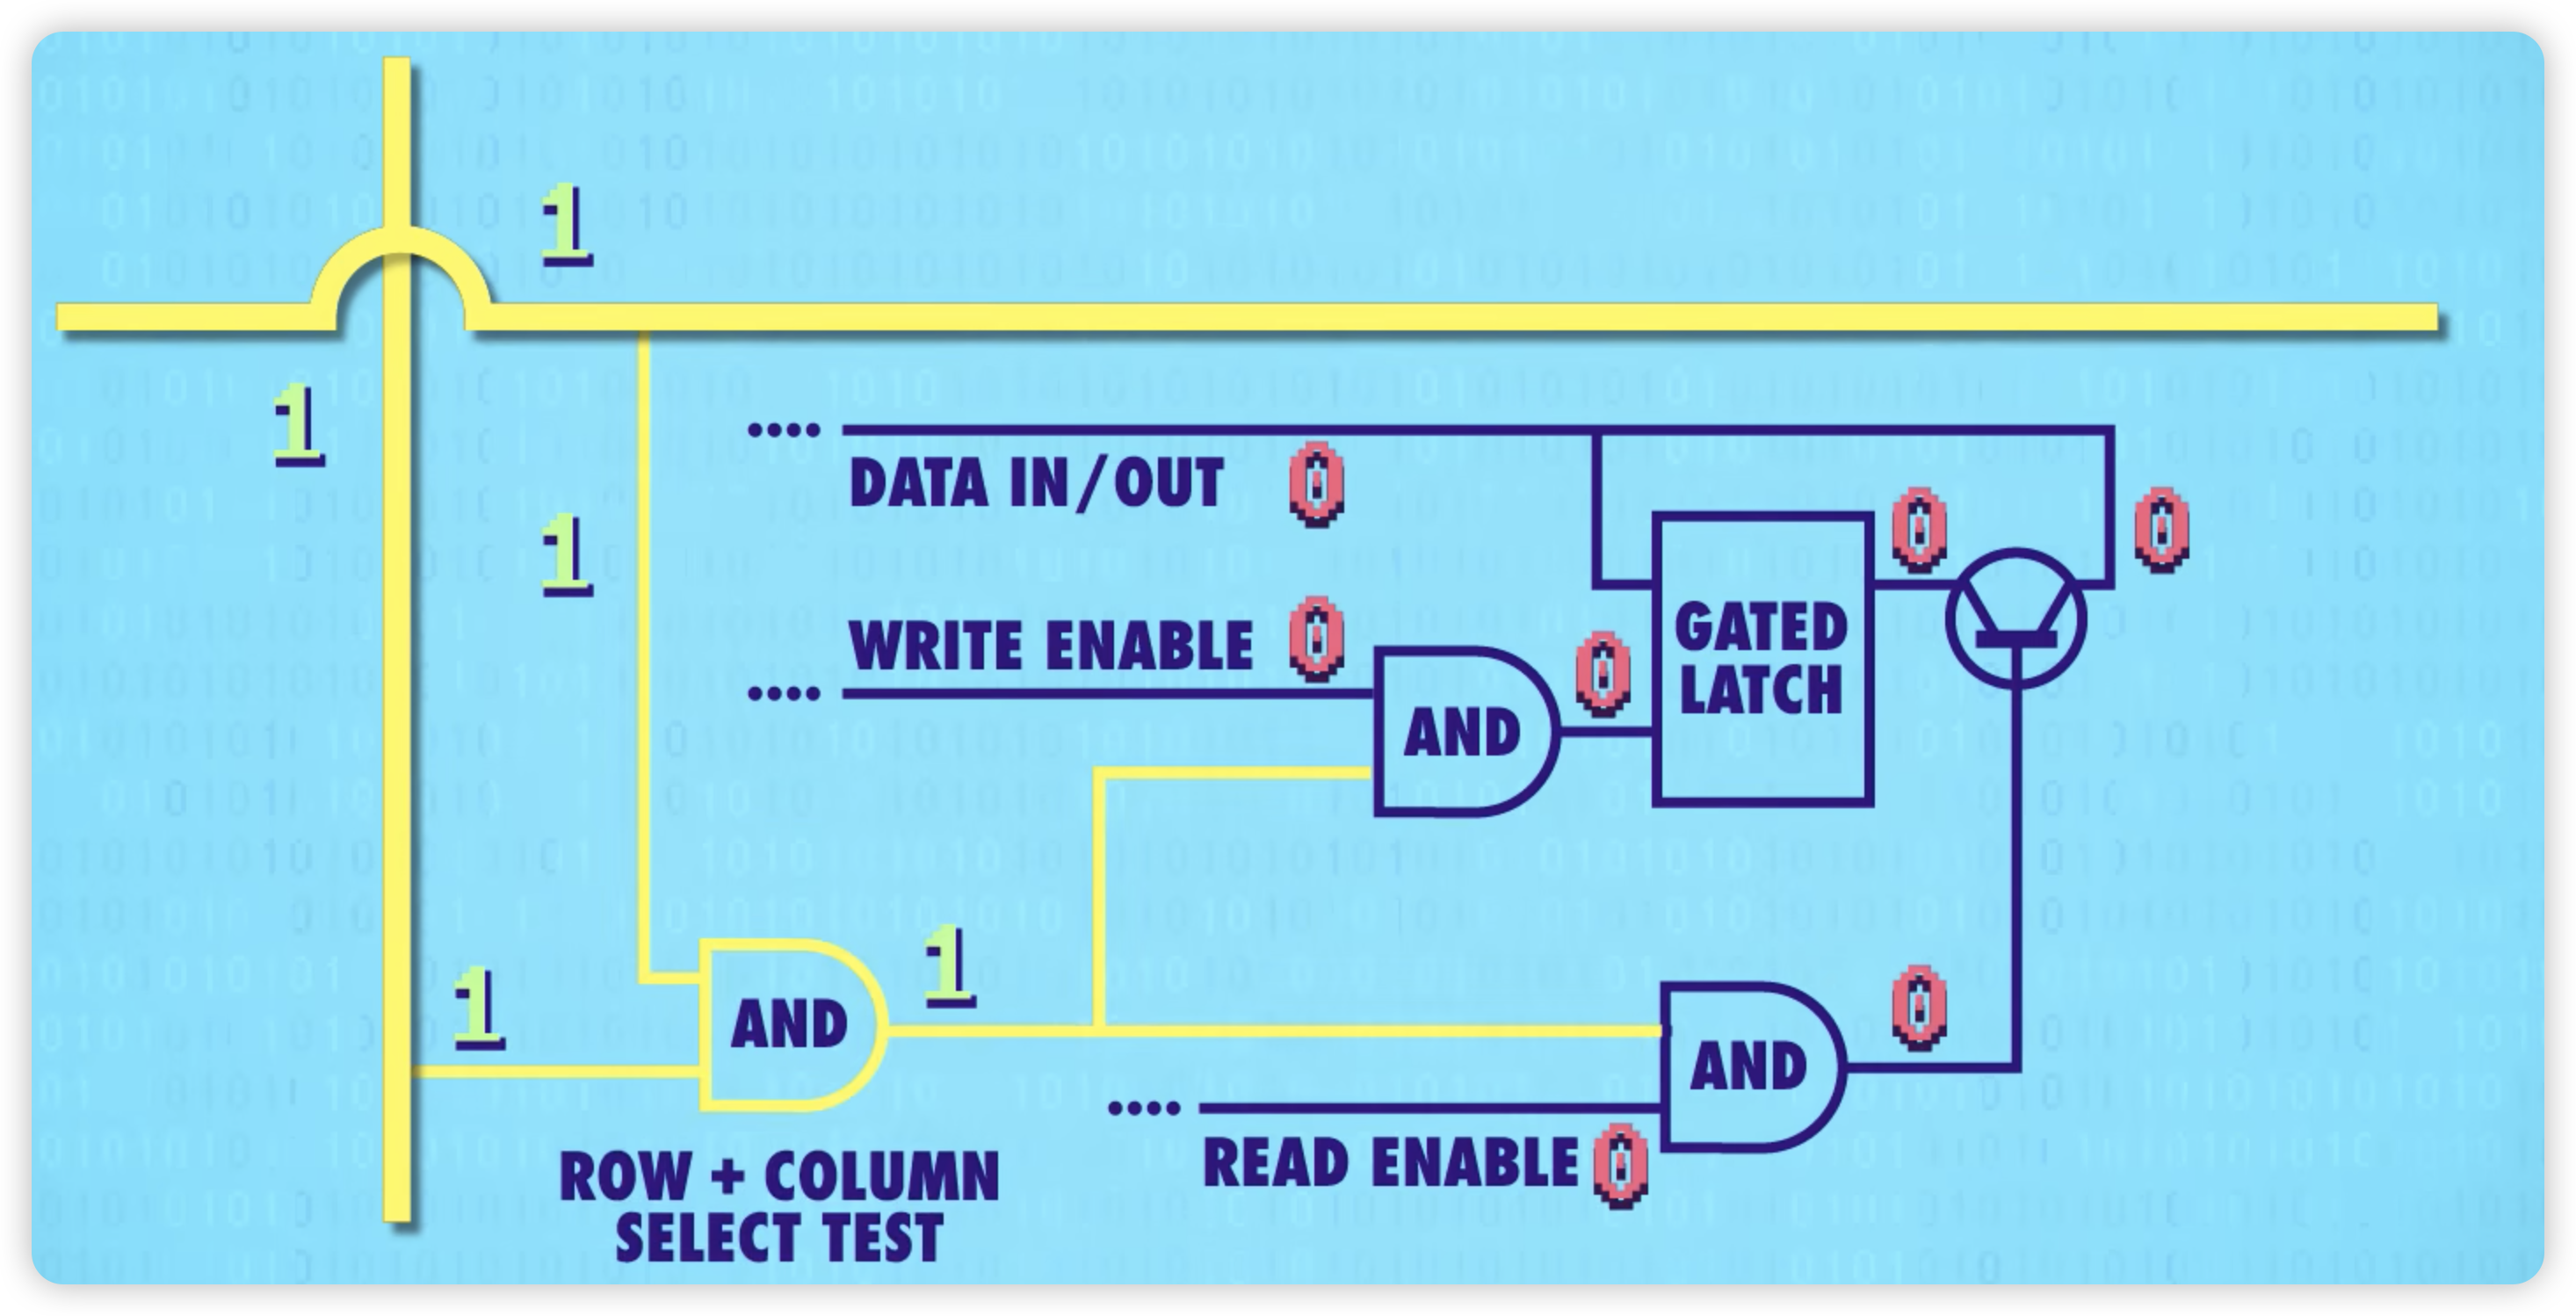 1
1
DATA IN/OUT 0
1
0
0
WRITE ENABLE 0
0
GATED
LATCH
AND
1
1
AND
0
AND
READ ENABLE 0
ROW + COLUMN
SELECT TEST